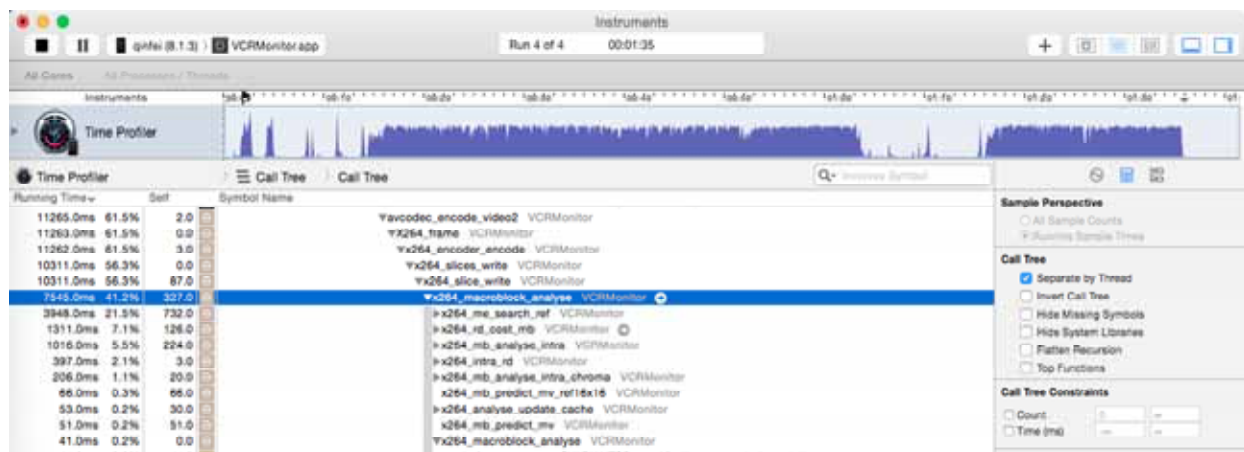 Instruments
qinfei (8.1.3) VCRMonitor.app Run 4 of 4 00:01:35
All Cores All Processes / Threads
Instruments
Time Profiler
Time Profiler Call Tree Call Tree
Running Time Self Symbol Name
11265.0ms 61.5% 2.0 avcodec_encode_video2 VCRMonitor
11263.0ms 61.5% 0.0 X264_frame VCRMonitor
11262.0ms 61.5% 3.0 x264_encoder_encode VCRMonitor
10311.0ms 56.3% 0.0 x264_slices_write VCRMonitor
10311.0ms 56.3% 87.0 x264_slice_write VCRMonitor
7545.0ms 41.2% 327.0 x264_macroblock_analyse VCRMonitor
3948.0ms 21.5% 732.0 x264_me_search_ref VCRMonitor
1311.0ms 7.1% 126.0 x264_rd_cost_mb VCRMonitor
1016.0ms 5.5% 224.0 x264_mb_analyse_intra VCRMonitor
397.0ms 2.1% 3.0 x264_intra_rd VCRMonitor
206.0ms 1.1% 20.0 x264_mb_analyse_intra_chroma VCRMonitor
66.0ms 0.3% 66.0 x264_mb_predict_mv_ref16x16 VCRMonitor
53.0ms 0.2% 30.0 x264_analyse_update_cache VCRMonitor
51.0ms 0.2% 51.0 x264_mb_predict_mv VCRMonitor
41.0ms 0.2% 0.0 x264_macroblock_analyse VCRMonitor
Sample Perspective
All Sample Counts
Running Sample Times
Call Tree
Separate by Thread
Invert Call Tree
Hide Missing Symbols
Hide System Libraries
Flatten Recursion
Top Functions
Call Tree Constraints
Count
Time (ms)